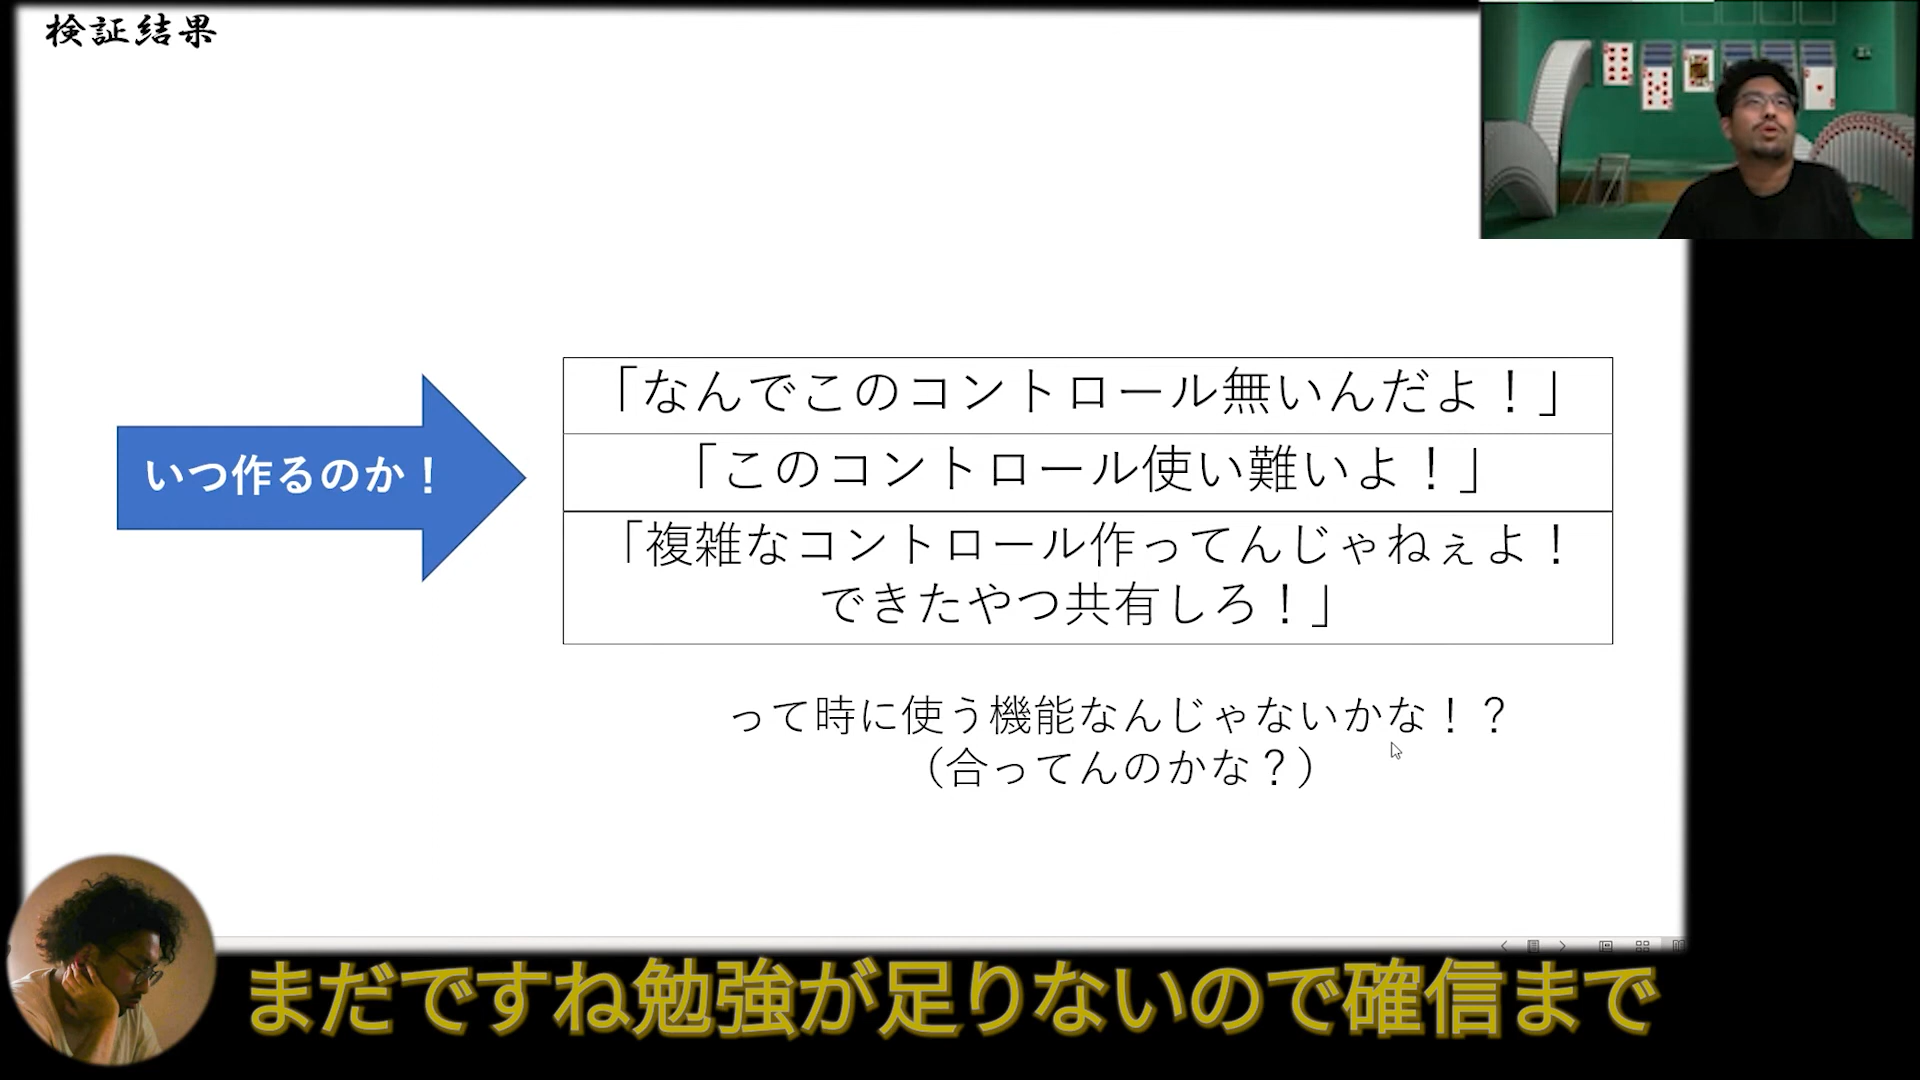 検証結果
いつ作るのか！
「なんでこのコントロール無いんだよ！」
「このコントロール使い難いよ！」
「複雑なコントロール作ってんじゃねぇよ！
できたやつ共有しろ！」
って時に使う機能なんじゃないかな！？
（合ってんのかな？）
まだですね勉強が足りないので確信まで